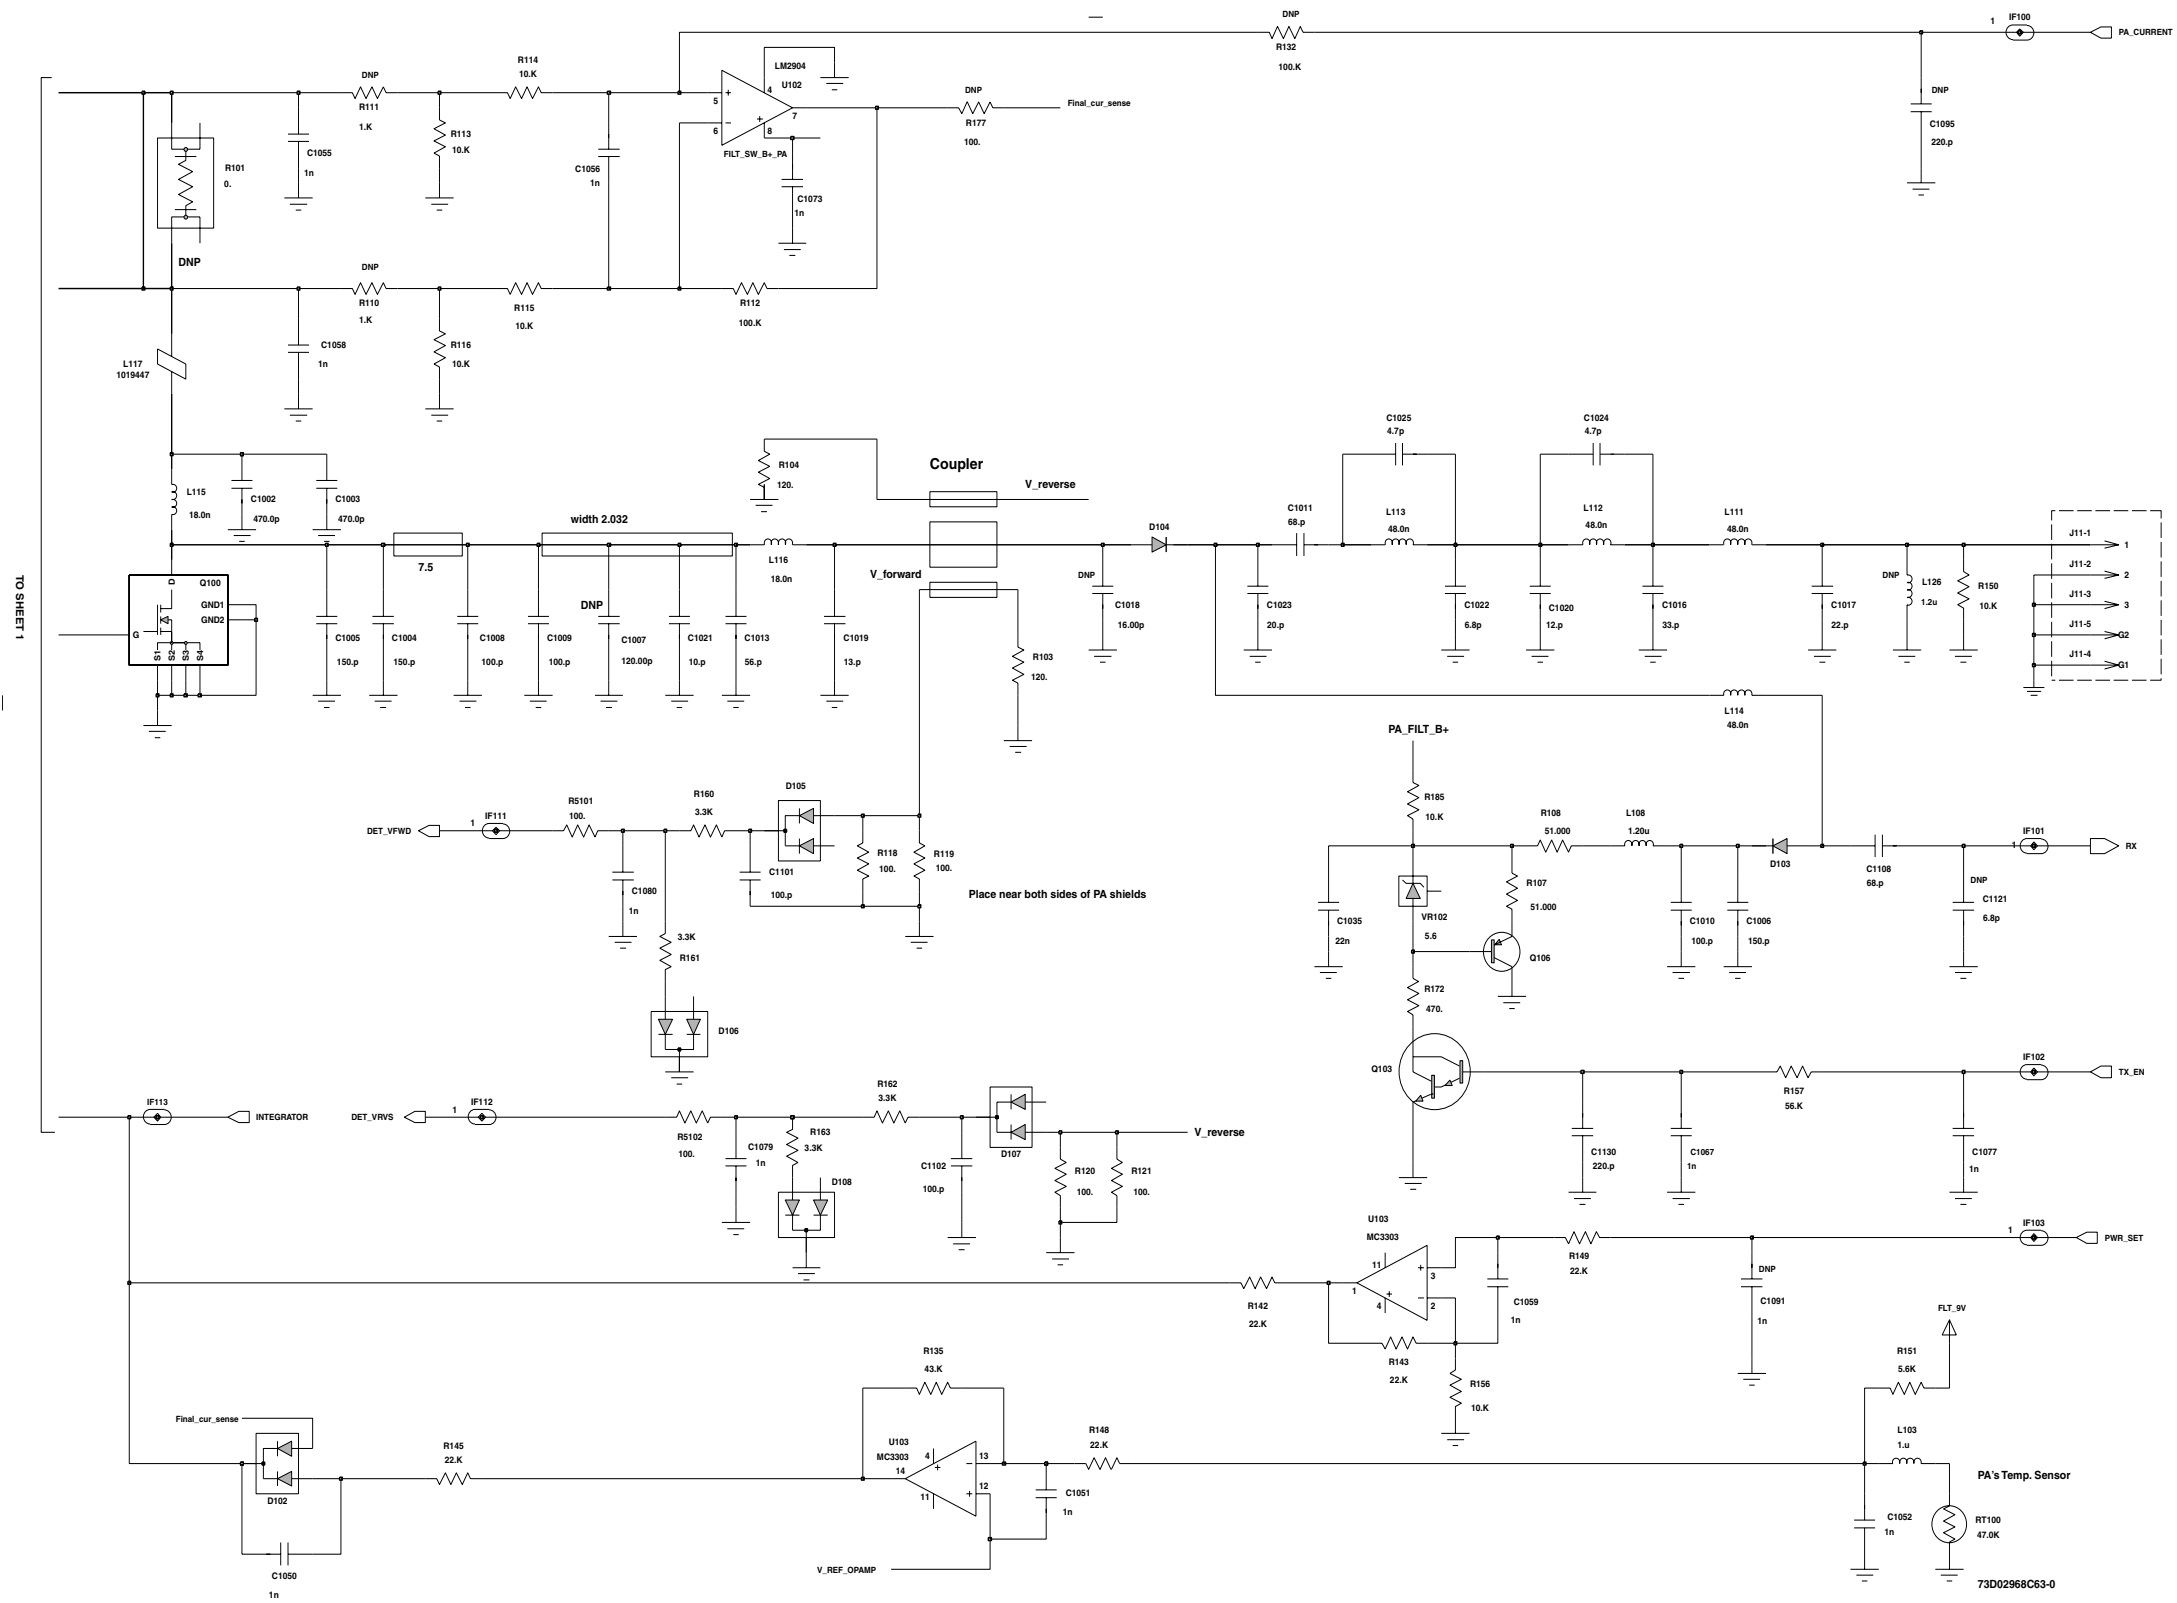 DNP
R132
100.K
1
IF100
PA_CURRENT
DNP
C1095
220.p
R114
10.K
DNP
R111
1.K
R113
10.K
C1055
1n
R101
0.
DNP
LM2904
U102
4
5
+
6
−
7
+
8
FILT_SW_B+_PA
C1073
1n
C1056
1n
DNP
R177
100.
Final_cur_sense
DNP
R110
1.K
R115
10.K
R112
100.K
C1058
1n
R116
10.K
L117
1019447
TO SHEET 1
L115
18.0n
C1002
470.0p
C1003
470.0p
R104
120.
Coupler
V_reverse
width 2.032
7.5
L116
18.0n
V_forward
D104
C1011
68.p
C1025
4.7p
L113
48.0n
C1024
4.7p
L112
48.0n
L111
48.0n
D
Q100
GND1
GND2
G
S1
S2
S3
S4
C1005
150.p
C1004
150.p
C1008
100.p
C1009
100.p
DNP
C1007
120.00p
C1021
10.p
C1013
56.p
C1019
13.p
R103
120.
DNP
C1018
16.00p
C1023
20.p
C1022
6.8p
C1020
12.p
C1016
33.p
C1017
22.p
DNP
L126
1.2u
R150
10.K
J11-1
1
J11-2
2
J11-3
3
J11-5
G2
J11-4
G1
L114
48.0n
PA_FILT_B+
R185
10.K
R108
51.000
L108
1.20u
D103
C1108
68.p
1
IF101
RX
DNP
C1121
6.8p
C1035
22n
VR102
5.6
R107
51.000
Q106
C1010
100.p
C1006
150.p
R172
470.
DET_VFWD
1
IF111
R5101
100.
R160
3.3K
D105
R118
100.
R119
100.
C1080
1n
C1101
100.p
Place near both sides of PA shields
3.3K
R161
D106
Q103
R157
56.K
IF102
TX_EN
C1130
220.p
C1067
1n
C1077
1n
IF113
INTEGRATOR
DET_VRVS
1
IF112
R5102
100.
R162
3.3K
D107
V_reverse
C1079
1n
R163
3.3K
D108
C1102
100.p
R120
100.
R121
100.
U103
MC3303
11
+
3
1
4
+
−
2
R149
22.K
1
IF103
PWR_SET
C1059
1n
DNP
C1091
1n
R142
22.K
R143
22.K
R156
10.K
FLT_9V
R151
5.6K
R135
43.K
Final_cur_sense
D102
R145
22.K
U103
MC3303
4
+
−
13
14
11
+
12
R148
22.K
C1051
1n
V_REF_OPAMP
C1050
1n
L103
1.u
PA's Temp. Sensor
C1052
1n
RT100
47.0K
73D02968C63-0